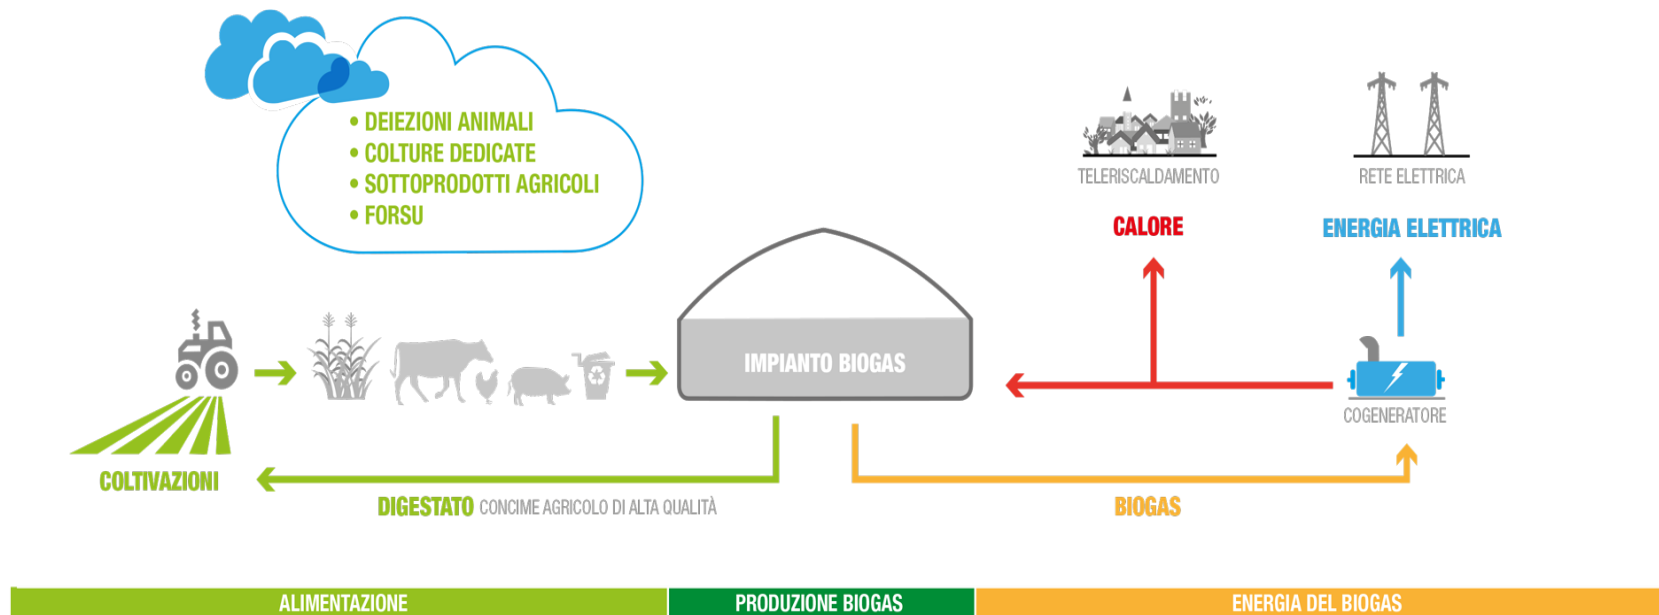 • DEIEZIONI ANIMALI
• COLTURE DEDICATE
• SOTTOPRODOTTI AGRICOLI
• FORSU
TELERISCALDAMENTO
RETE ELETTRICA
CALORE
ENERGIA ELETTRICA
IMPIANTO BIOGAS
COGENERATORE
COLTIVAZIONI
DIGESTATO CONCIME AGRICOLO DI ALTA QUALITÀ
BIOGAS
ALIMENTAZIONE
PRODUZIONE BIOGAS
ENERGIA DEL BIOGAS